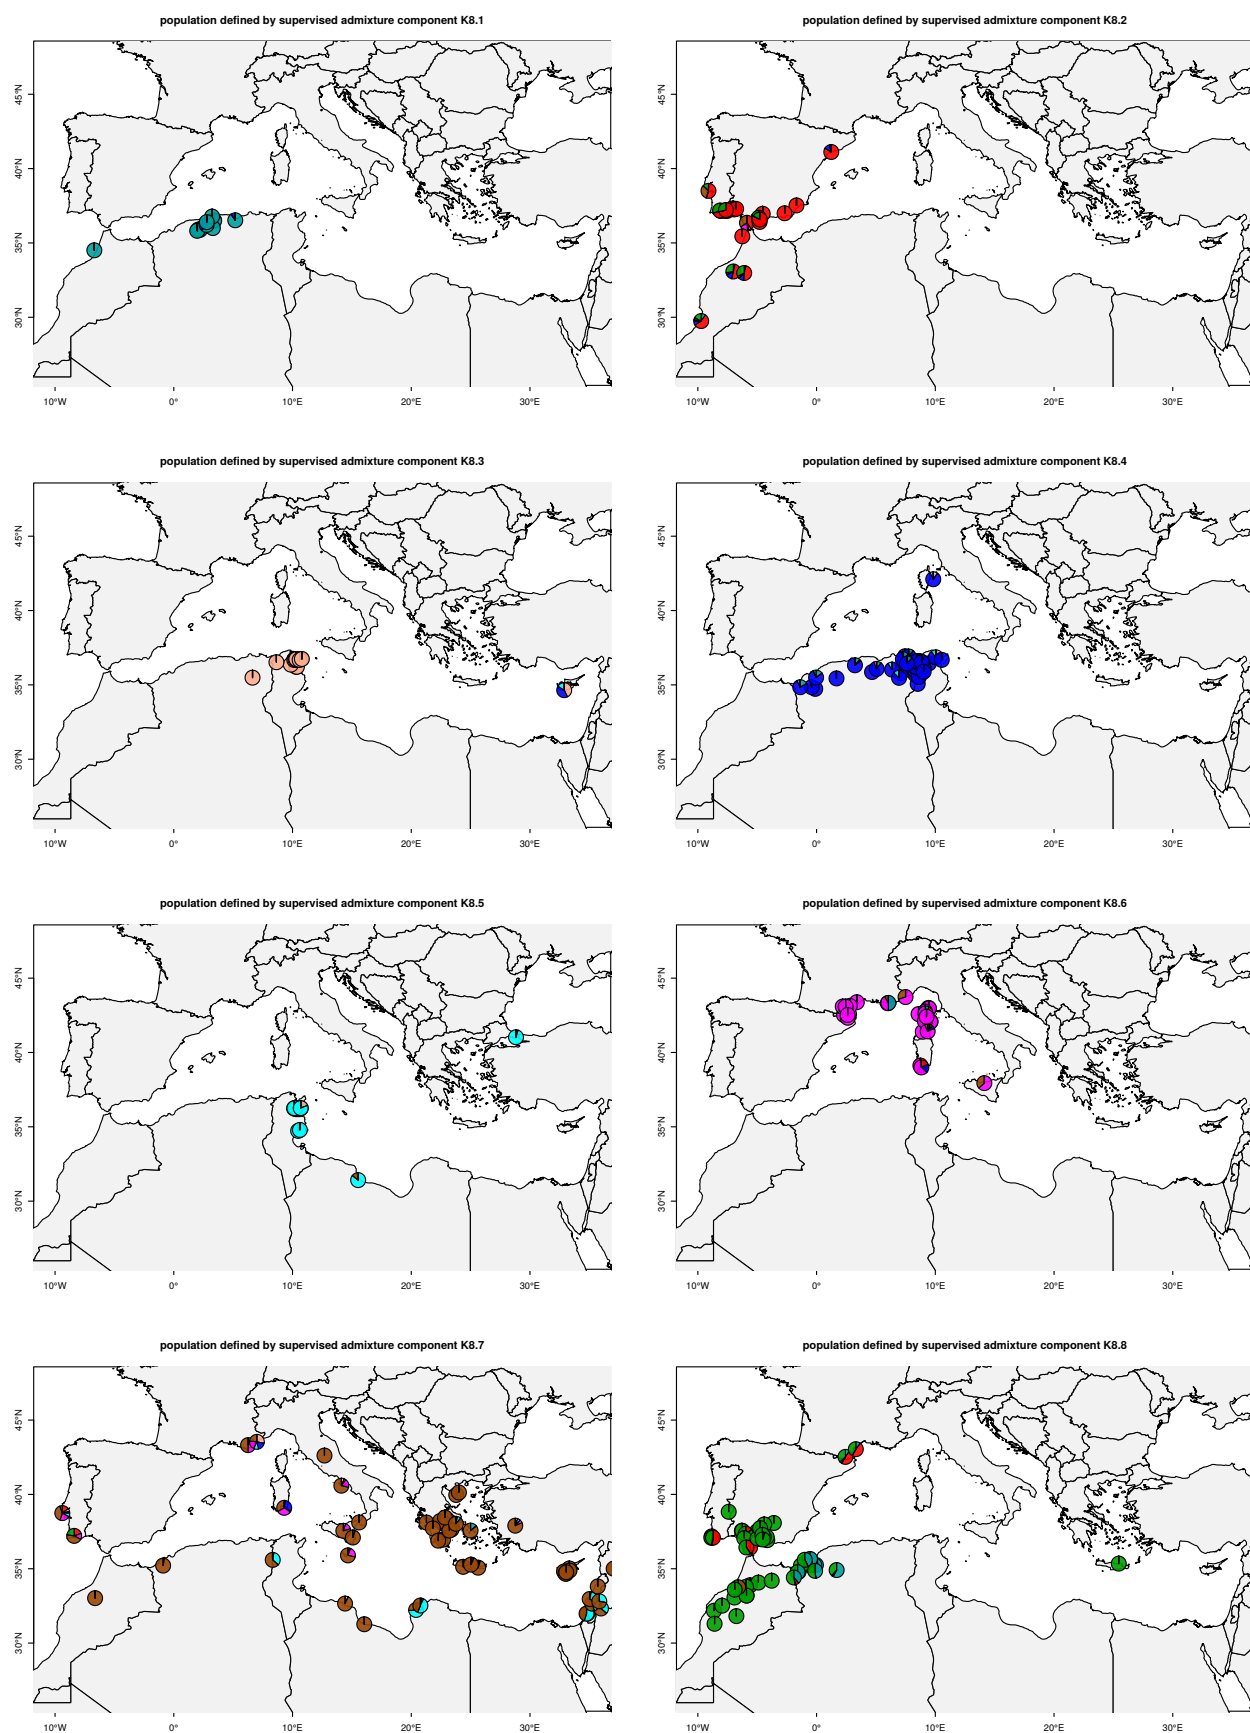 population defined by supervised admixture component K8.1
45°N
40°N
35°N
30°N
10°W 0° 10°E 20°E 30°E
population defined by supervised admixture component K8.2
45°N
40°N
35°N
30°N
10°W 0° 10°E 20°E 30°E
population defined by supervised admixture component K8.3
45°N
40°N
35°N
30°N
10°W 0° 10°E 20°E 30°E
population defined by supervised admixture component K8.4
45°N
40°N
35°N
30°N
10°W 0° 10°E 20°E 30°E
population defined by supervised admixture component K8.5
45°N
40°N
35°N
30°N
10°W 0° 10°E 20°E 30°E
population defined by supervised admixture component K8.6
45°N
40°N
35°N
30°N
10°W 0° 10°E 20°E 30°E
population defined by supervised admixture component K8.7
45°N
40°N
35°N
30°N
10°W 0° 10°E 20°E 30°E
population defined by supervised admixture component K8.8
45°N
40°N
35°N
30°N
10°W 0° 10°E 20°E 30°E